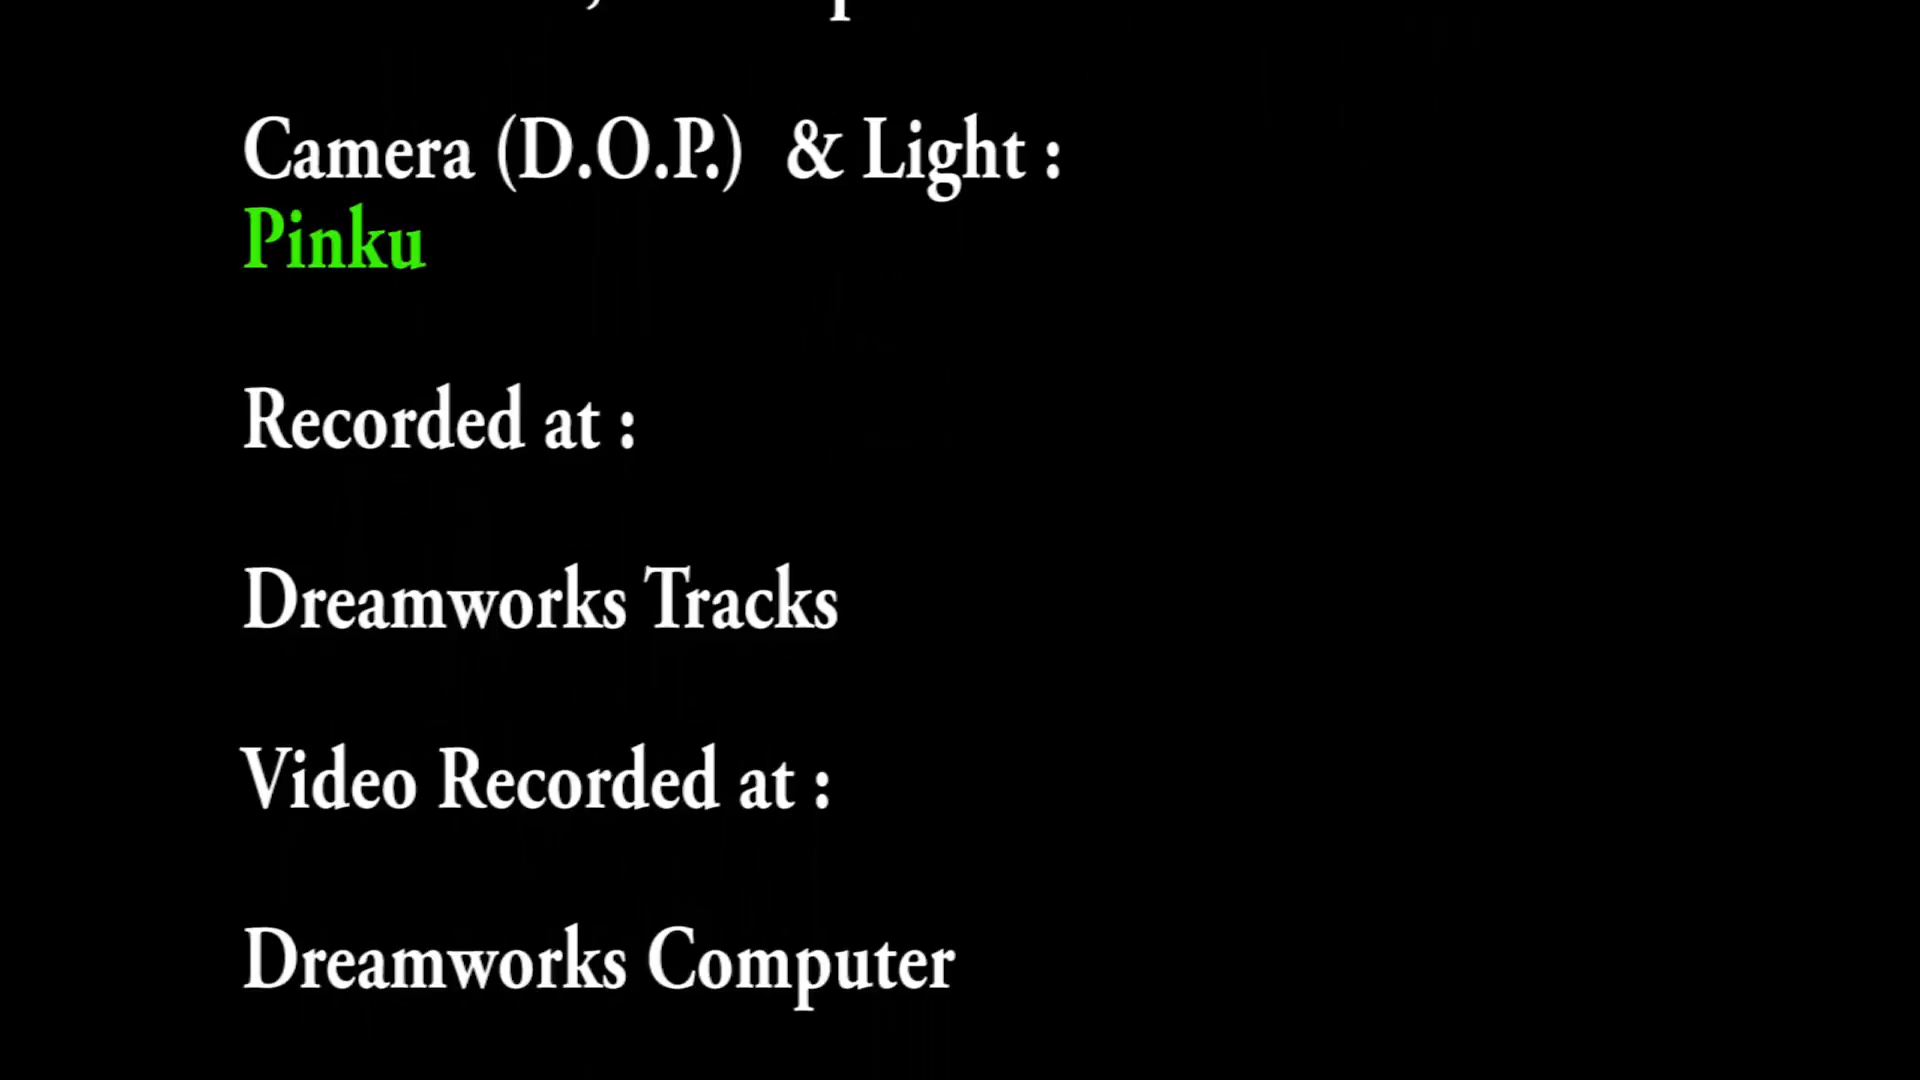 Camera (D.O.P.) & Light :
Pinku
Recorded at :
Dreamworks Tracks
Video Recorded at :
Dreamworks Computer